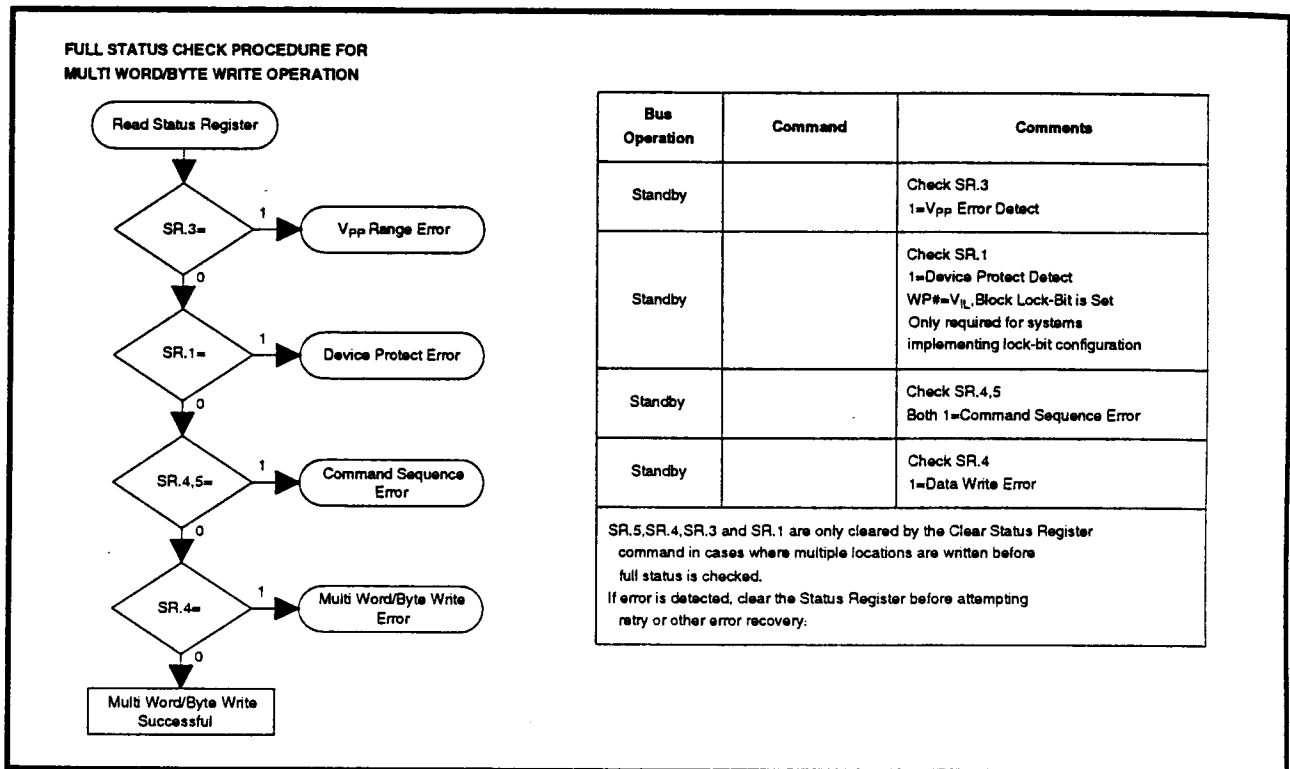 FULL STATUS CHECK PROCEDURE FOR
MULTI WORD/BYTE WRITE OPERATION
Read Status Register
SR.3=
1
VPP Range Error
0
SR.1=
1
Device Protect Error
0
SR.4,5=
1
Command Sequence
Error
0
SR.4=
1
Multi Word/Byte Write
Error
0
Multi Word/Byte Write
Successful
Bus
Operation
Command
Comments
Standby
Check SR.3
1=VPP Error Detect
Standby
Check SR.1
1=Device Protect Detect
WP#=VIL,Block Lock-Bit is Set
Only required for systems
implementing lock-bit configuration
Standby
Check SR.4,5
Both 1=Command Sequence Error
Standby
Check SR.4
1=Data Write Error
SR.5,SR.4,SR.3 and SR.1 are only cleared by the Clear Status Register
command in cases where multiple locations are written before
full status is checked.
If error is detected, clear the Status Register before attempting
retry or other error recovery.